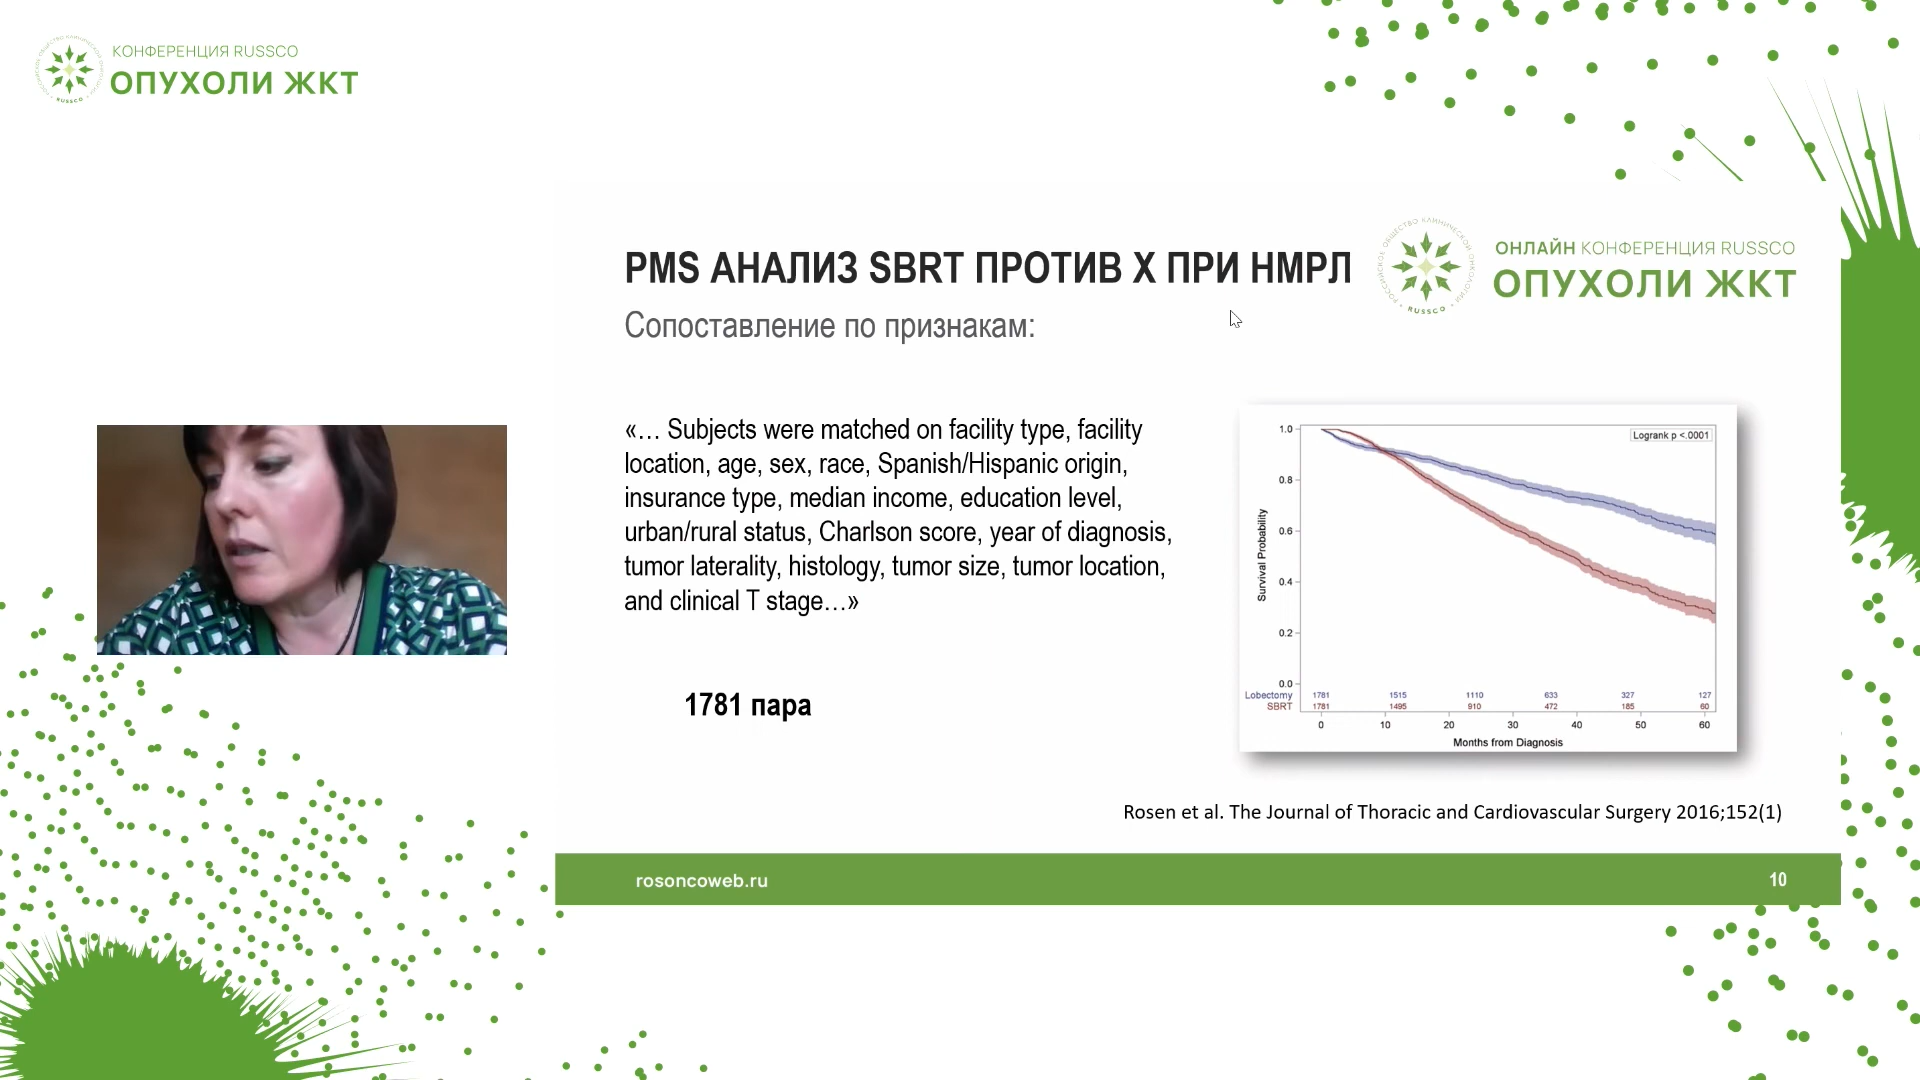 КОНФЕРЕНЦИЯ RUSSCO
ОПУХОЛИ ЖКТ
RUSSCO
PMS АНАЛИЗ SBRT ПРОТИВ Х ПРИ НМРЛ
Сопоставление по признакам:
РОССИЙСКОЕ ОБЩЕСТВО КЛИНИЧЕСКОЙ ОНКОЛОГИИ
RUSSCO
ОНЛАЙН КОНФЕРЕНЦИЯ RUSSCO
ОПУХОЛИ ЖКТ
«… Subjects were matched on facility type, facility
location, age, sex, race, Spanish/Hispanic origin,
insurance type, median income, education level,
urban/rural status, Charlson score, year of diagnosis,
tumor laterality, histology, tumor size, tumor location,
and clinical T stage…»
1781 пара
Logrank p <.0001
Survival Probability
1.0
0.8
0.6
0.4
0.2
0.0
Lobectomy 1781 1515 1110 633 327 127
SBRT 1781 1495 910 472 185 60
0 10 20 30 40 50 60
Months from Diagnosis
Rosen et al. The Journal of Thoracic and Cardiovascular Surgery 2016;152(1)
rosoncoweb.ru
10